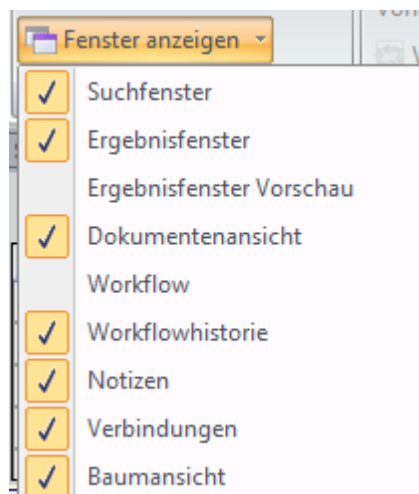 Fenster anzeigen
Suchfenster
Ergebnisfenster
Ergebnisfenster Vorschau
Dokumentenansicht
Workflow
Workflowhistorie
Notizen
Verbindungen
Baumansicht